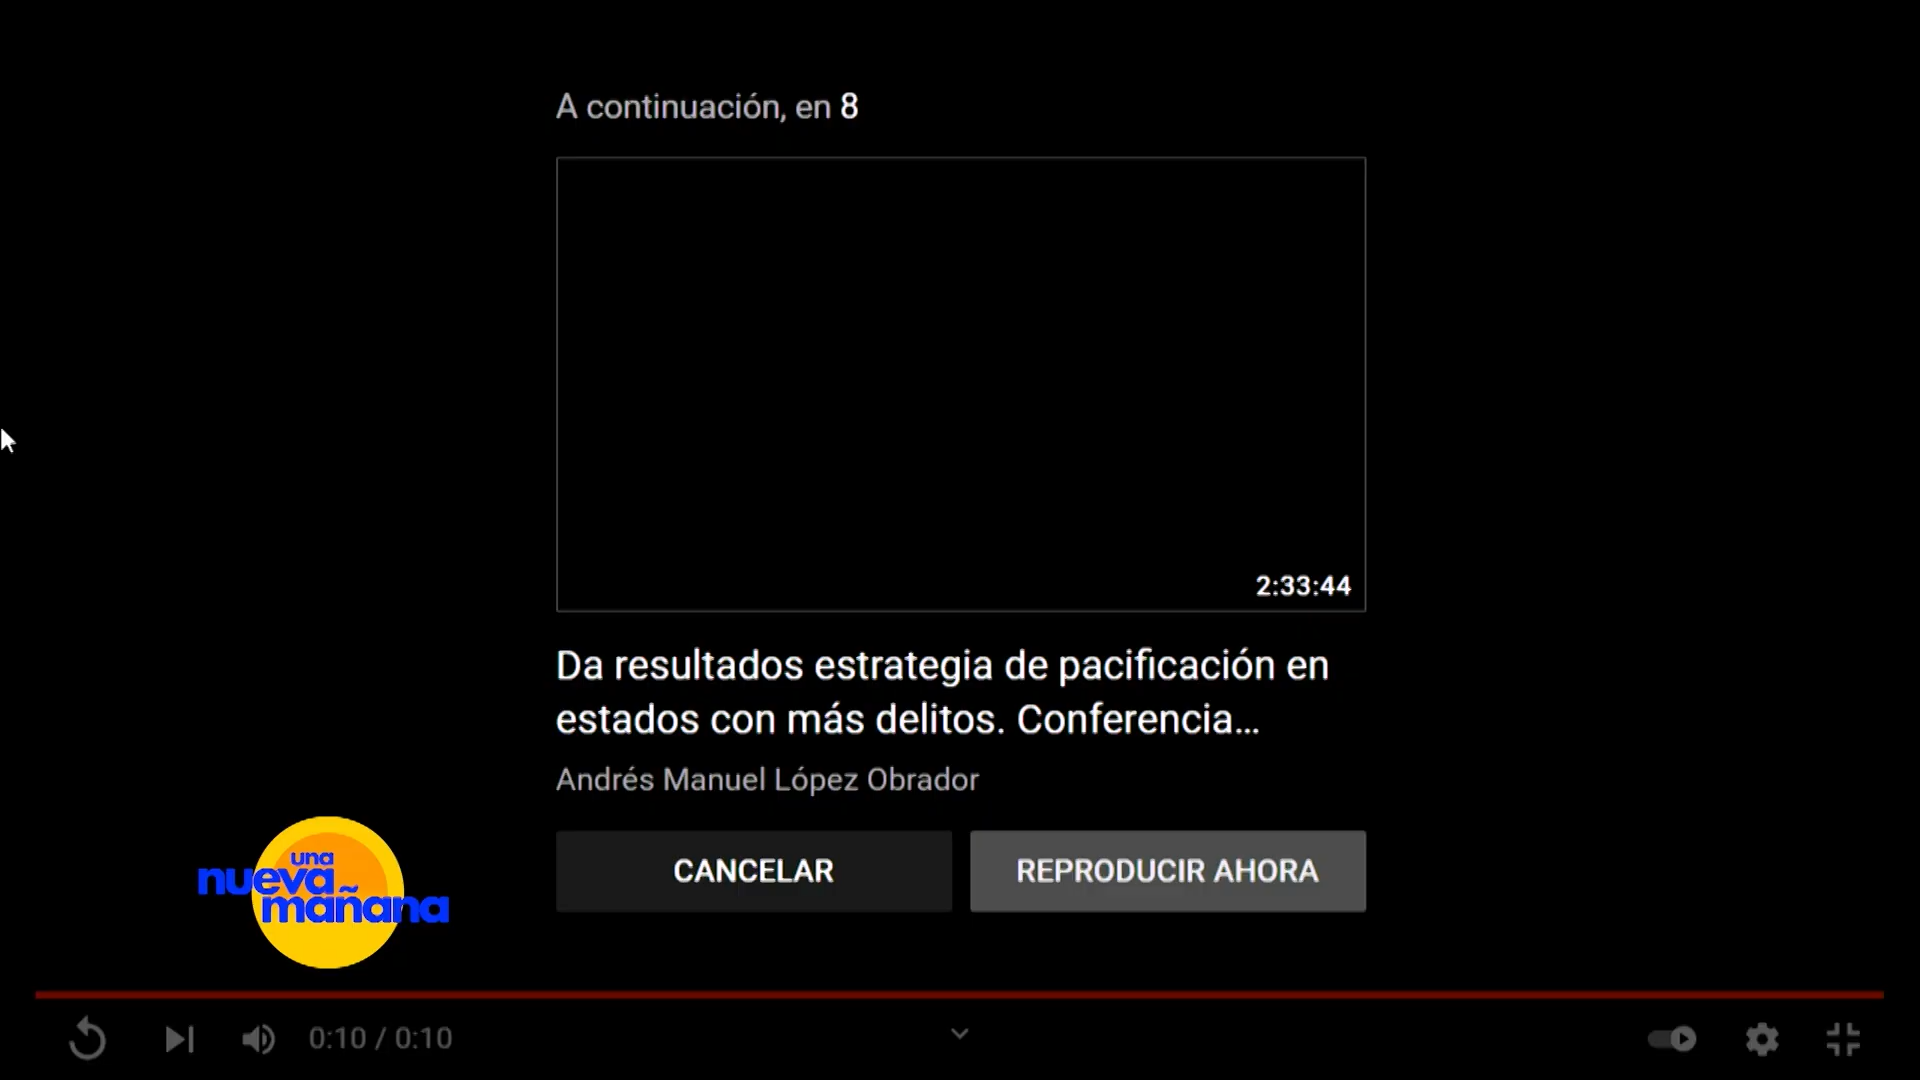 A continuación, en 8
2:33:44
Da resultados estrategia de pacificación en
estados con más delitos. Conferencia...
Andrés Manuel López Obrador
CANCELAR
REPRODUCIR AHORA
una
nueva
mañana
0:10 / 0:10